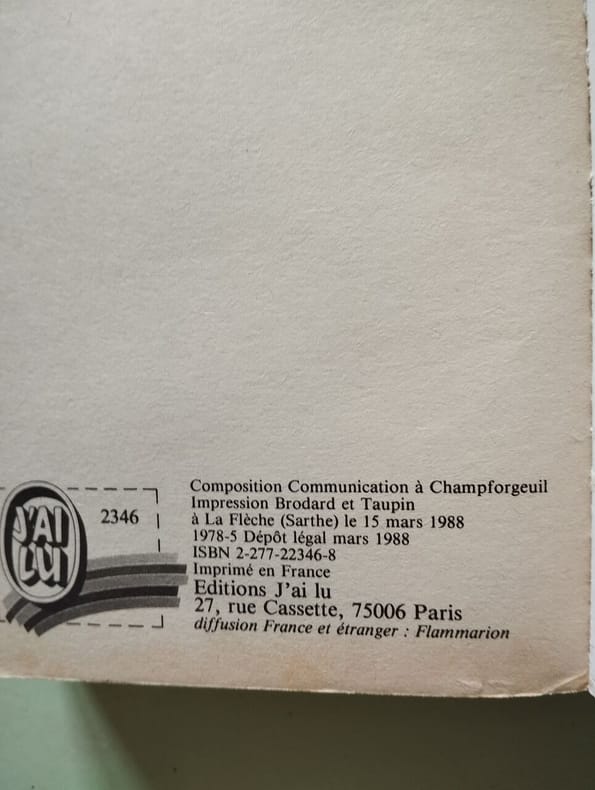 J'AI
LUI
2346
Composition Communication à Champforgeuil
Impression Brodard et Taupin
à La Flèche (Sarthe) le 15 mars 1988
1978-5 Dépôt légal mars 1988
ISBN 2-277-22346-8
Imprimé en France
Editions J'ai lu
27, rue Cassette, 75006 Paris
diffusion France et étranger : Flammarion